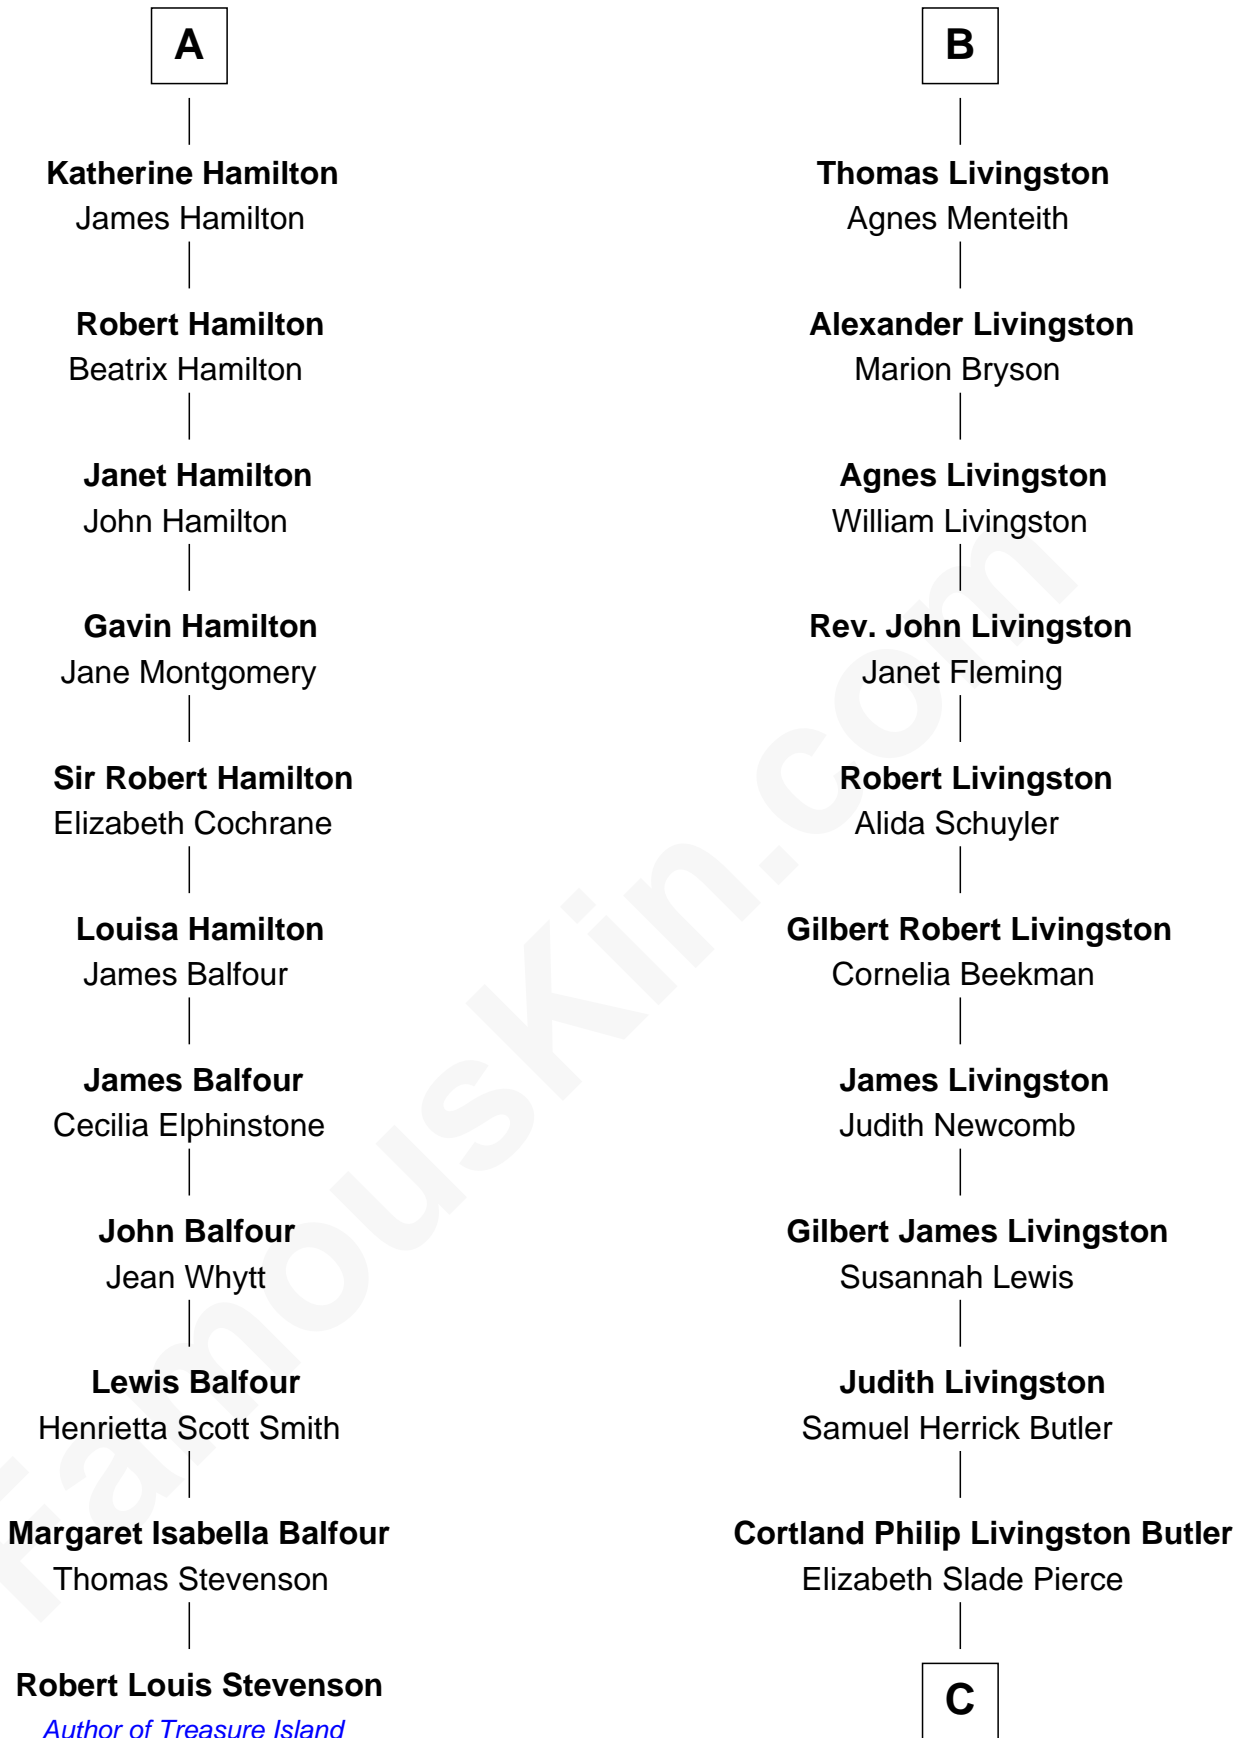 A
Katherine Hamilton
James Hamilton
Robert Hamilton
Beatrix Hamilton
Janet Hamilton
John Hamilton
Gavin Hamilton
Jane Montgomery
Sir Robert Hamilton
Elizabeth Cochrane
Louisa Hamilton
James Balfour
James Balfour
Cecilia Elphinstone
John Balfour
Jean Whytt
Lewis Balfour
Henrietta Scott Smith
Margaret Isabella Balfour
Thomas Stevenson
Robert Louis Stevenson
Author of Treasure Island
B
Thomas Livingston
Agnes Menteith
Alexander Livingston
Marion Bryson
Agnes Livingston
William Livingston
Rev. John Livingston
Janet Fleming
Robert Livingston
Alida Schuyler
Gilbert Robert Livingston
Cornelia Beekman
James Livingston
Judith Newcomb
Gilbert James Livingston
Susannah Lewis
Judith Livingston
Samuel Herrick Butler
Cortland Philip Livingston Butler
Elizabeth Slade Pierce
C
FamousKin.com